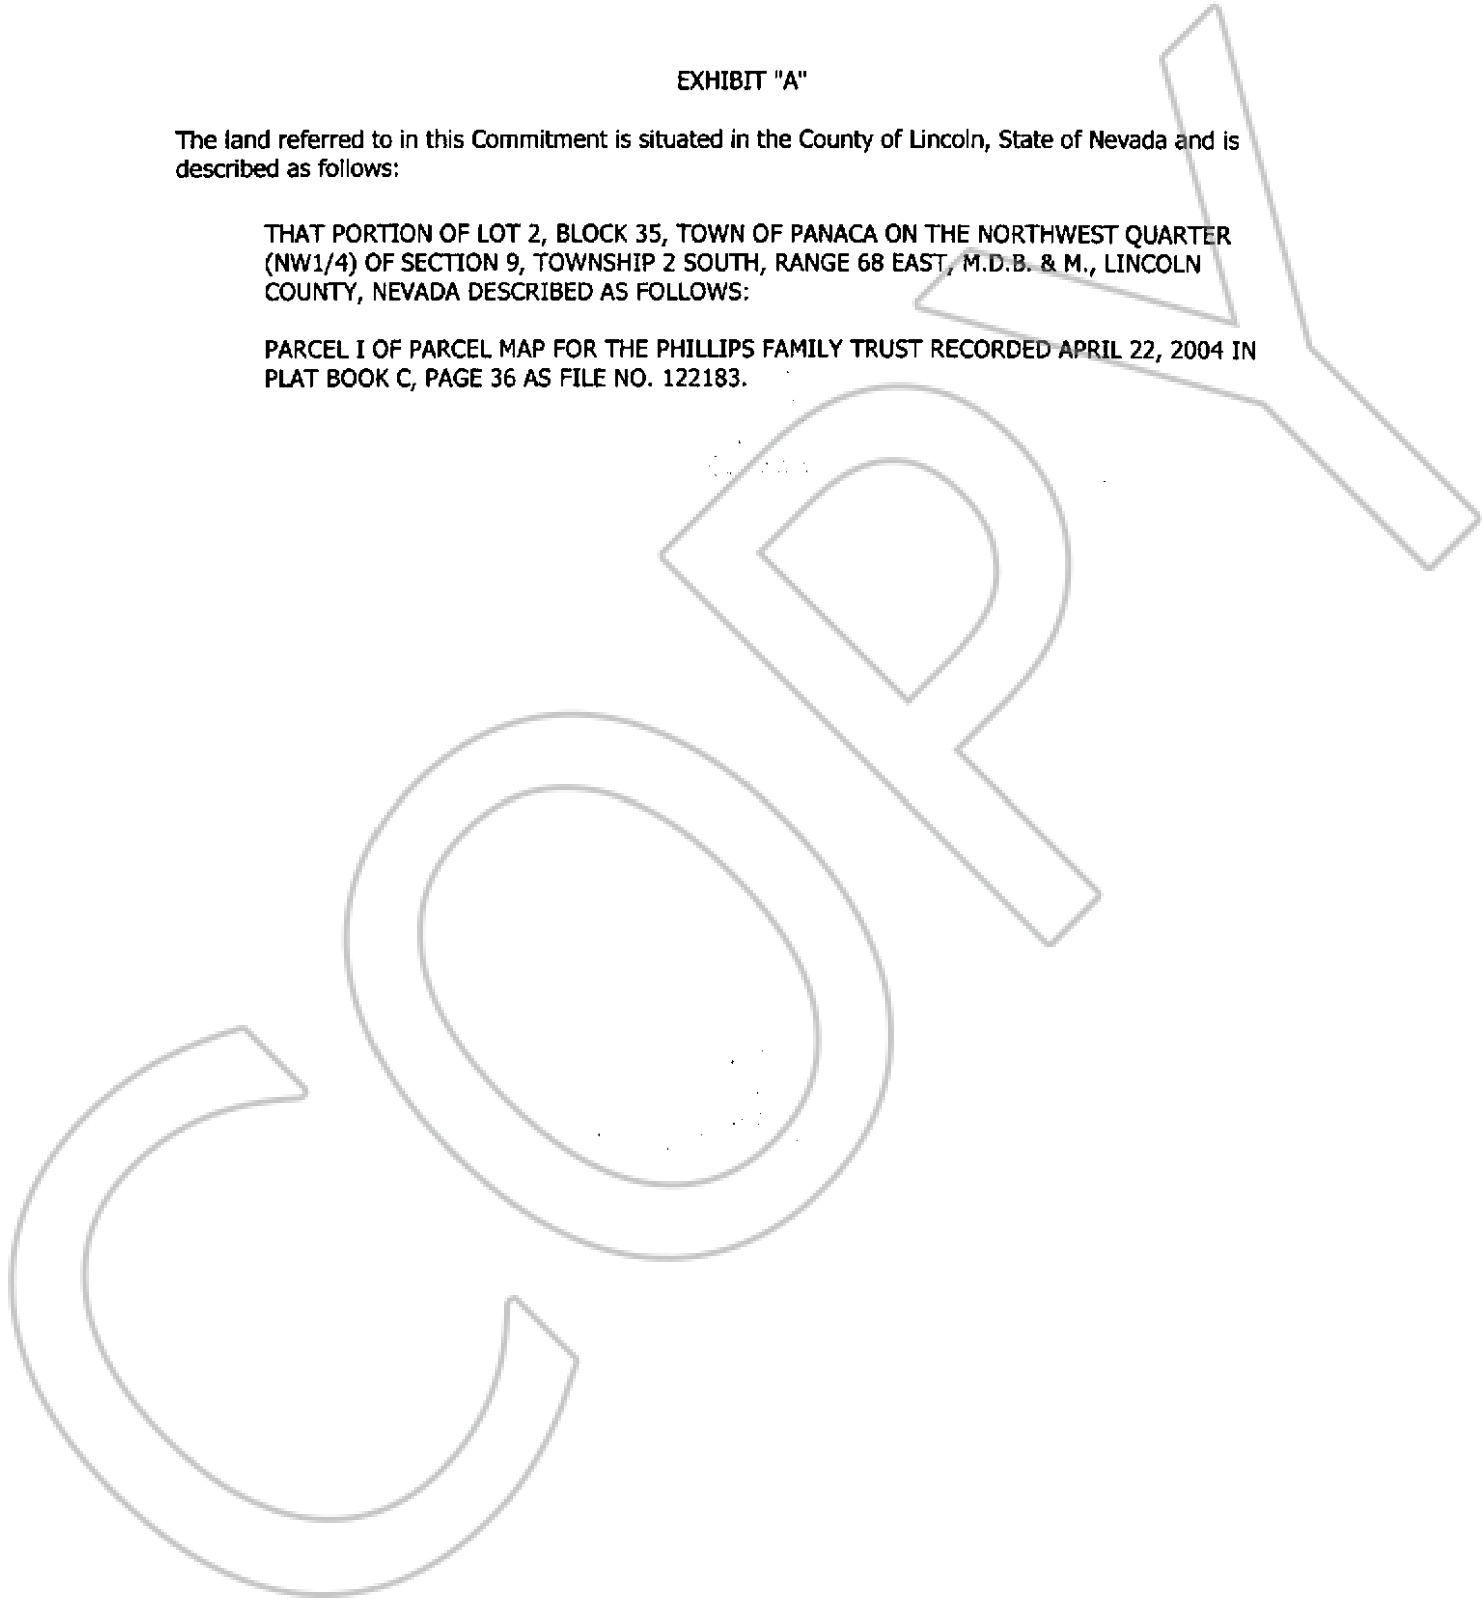 EXHIBIT "A"
The land referred to in this Commitment is situated in the County of Lincoln, State of Nevada and is
described as follows:
THAT PORTION OF LOT 2, BLOCK 35, TOWN OF PANACA ON THE NORTHWEST QUARTER
(NW1/4) OF SECTION 9, TOWNSHIP 2 SOUTH, RANGE 68 EAST, M.D.B. & M., LINCOLN
COUNTY, NEVADA DESCRIBED AS FOLLOWS:
PARCEL I OF PARCEL MAP FOR THE PHILLIPS FAMILY TRUST RECORDED APRIL 22, 2004 IN
PLAT BOOK C, PAGE 36 AS FILE NO. 122183.
COPY